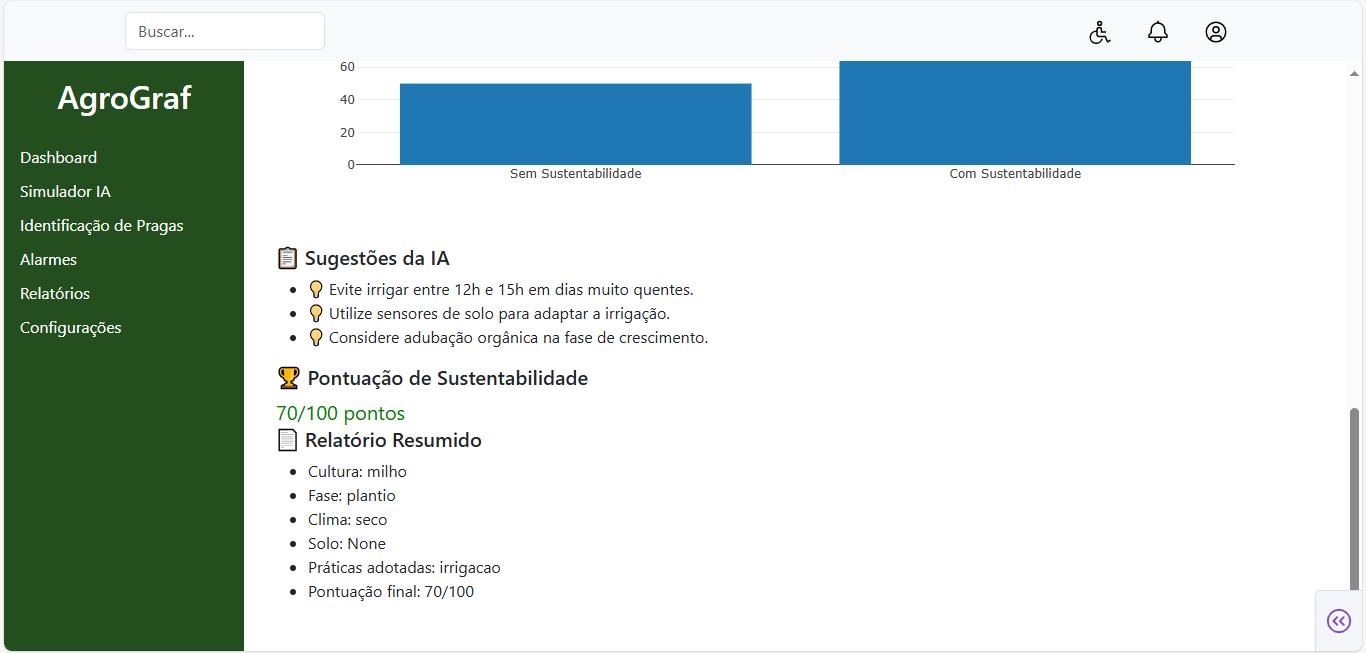 Buscar...
AgroGraf
Dashboard
Simulador IA
Identificação de Pragas
Alarmes
Relatórios
Configurações
60
40
20
0
Sem Sustentabilidade
Com Sustentabilidade
Sugestões da IA
Evite irrigar entre 12h e 15h em dias muito quentes.
Utilize sensores de solo para adaptar a irrigação.
Considere adubação orgânica na fase de crescimento.
Pontuação de Sustentabilidade
70/100 pontos
Relatório Resumido
Cultura: milho
Fase: plantio
Clima: seco
Solo: None
Práticas adotadas: irrigacao
Pontuação final: 70/100